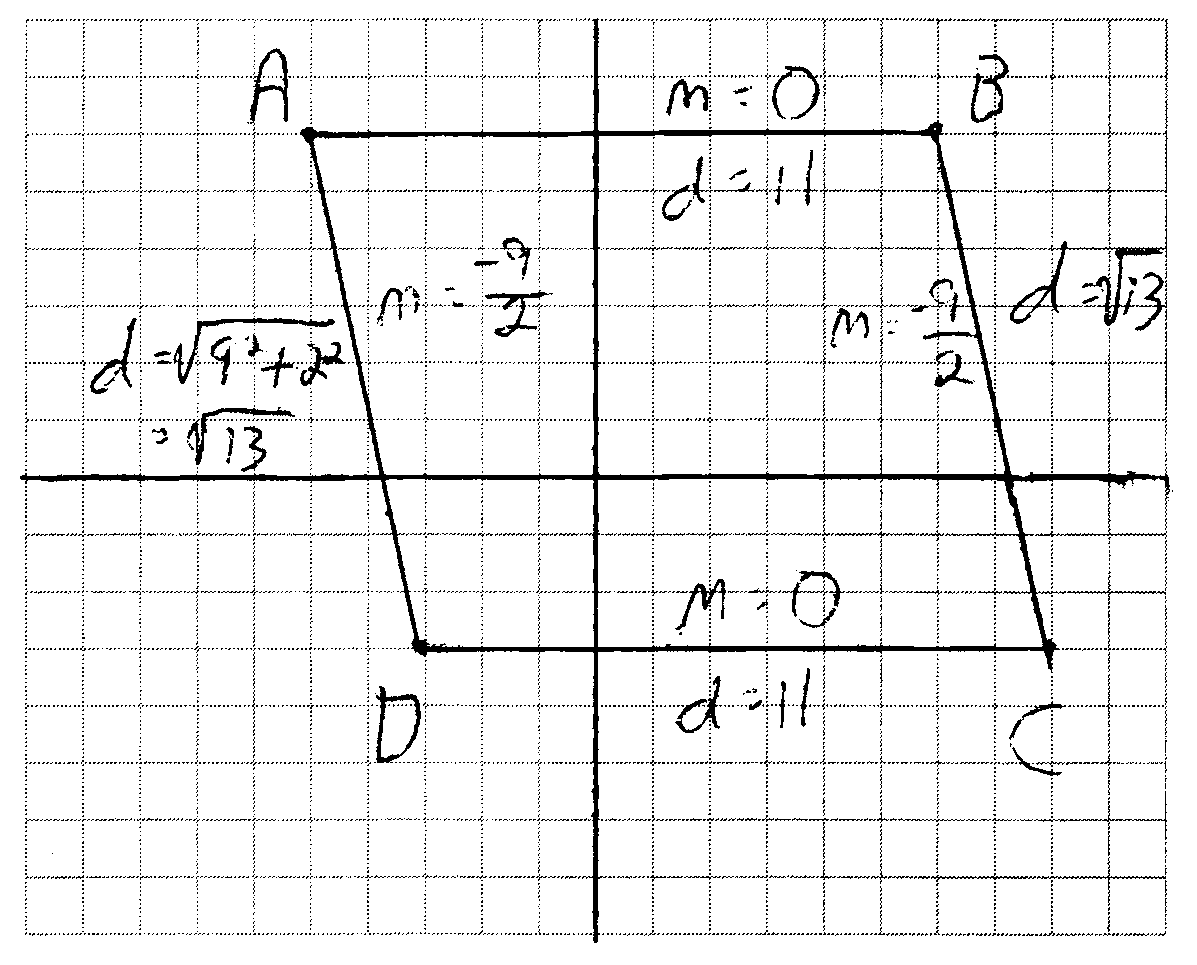 A
m = 0
B
d = 11
m = -9/2
d = √9²+2²
= √13
m = -9/2
d = √13
m = 0
d = 11
D
C